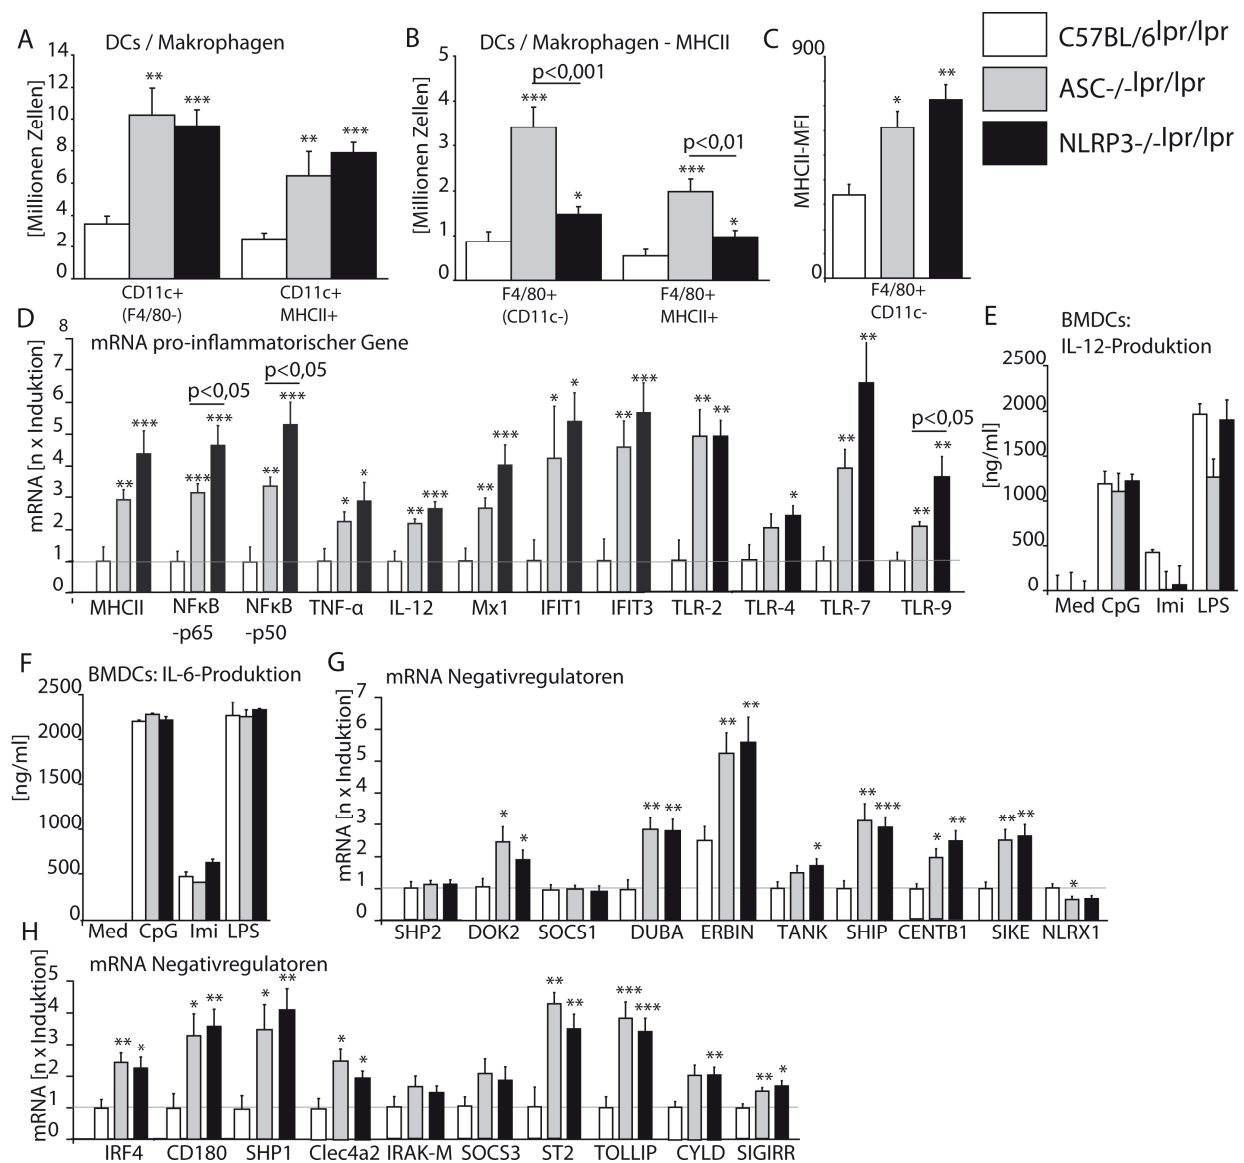 A
DCs / Makrophagen
[Millionen Zellen]
14
12
10
8
6
4
2
0
** ***
** ***
CD11c+
(F4/80-)
CD11c+
MHCII+
B
DCs / Makrophagen - MHCII
[Millionen Zellen]
5
4
3
2
1
0
p<0,001
*** *
p<0,01
*** *
F4/80+
(CD11c-)
F4/80+
MHCII+
C
900
MHCII-MFI
0
* **
F4/80+
CD11c-
C57BL/6lpr/lpr
ASC-/-lpr/lpr
NLRP3-/-lpr/lpr
D
mRNA pro-inflammatorischer Gene
mRNA [n x Induktion]
8
7
6
5
4
3
2
1
0
** ***
p<0,05
*** ***
p<0,05
** ***
* *
** ***
** ***
* *
** ***
** **
*
** **
p<0,05
** **
MHCII NFκB NFκB TNF-α IL-12 Mx1 IFIT1 IFIT3 TLR-2 TLR-4 TLR-7 TLR-9
-p65 -p50
E
BMDCs:
IL-12-Produktion
[ng/ml]
2500
2000
1500
1000
500
0
Med CpG Imi LPS
F
BMDCs: IL-6-Produktion
[ng/ml]
2500
2000
1500
1000
500
0
Med CpG Imi LPS
G
mRNA Negativregulatoren
mRNA [n x Induktion]
7
6
5
4
3
2
1
0
* *
** **
** **
*
** ***
* **
** **
*
SHP2 DOK2 SOCS1 DUBA ERBIN TANK SHIP CENTB1 SIKE NLRX1
H
mRNA Negativregulatoren
mRNA [n x Induktion]
5
4
3
2
1
0
** *
* **
* **
* *
** **
*** ***
**
** *
IRF4 CD180 SHP1 Clec4a2 IRAK-M SOCS3 ST2 TOLLIP CYLD SIGIRR